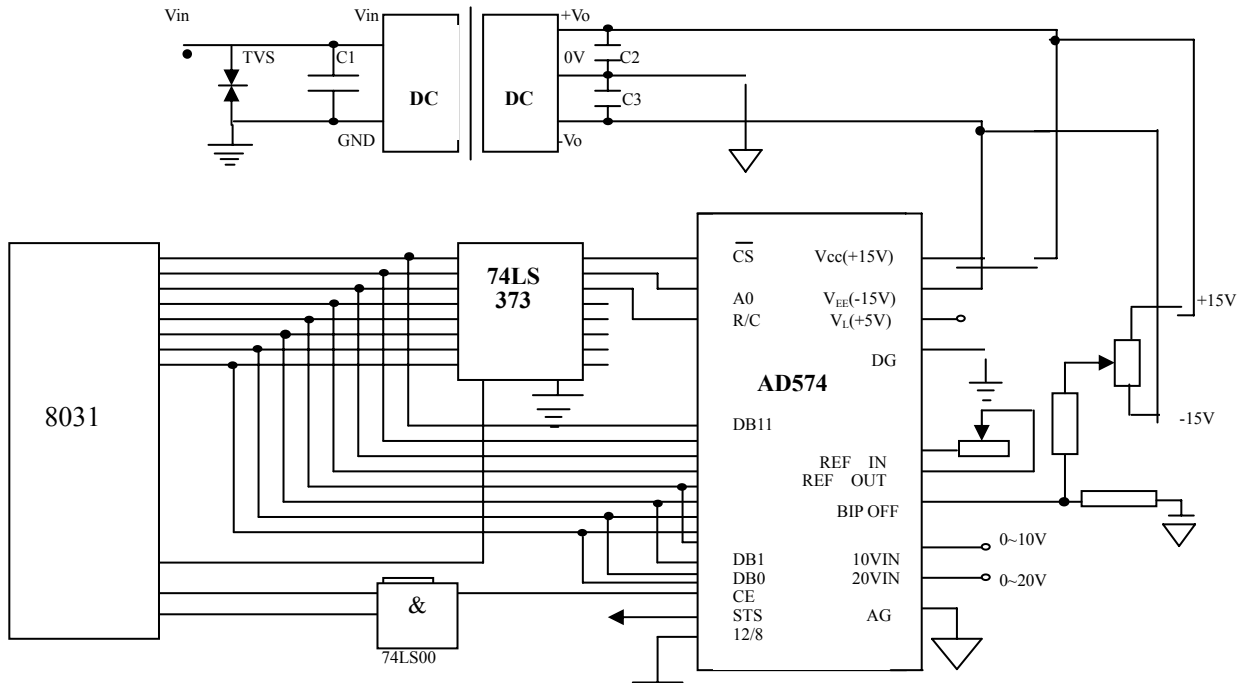 Vin
Vin
+Vo
TVS
C1
0V
C2
DC
DC
C3
GND
-Vo
8031
74LS
373
CS
A0
R/C
Vcc(+15V)
VEE(-15V)
VL(+5V)
DG
AD574
DB11
REF IN
REF OUT
BIP OFF
DB1
DB0
CE
STS
12/8
10VIN
20VIN
AG
+15V
-15V
0~10V
0~20V
&
74LS00